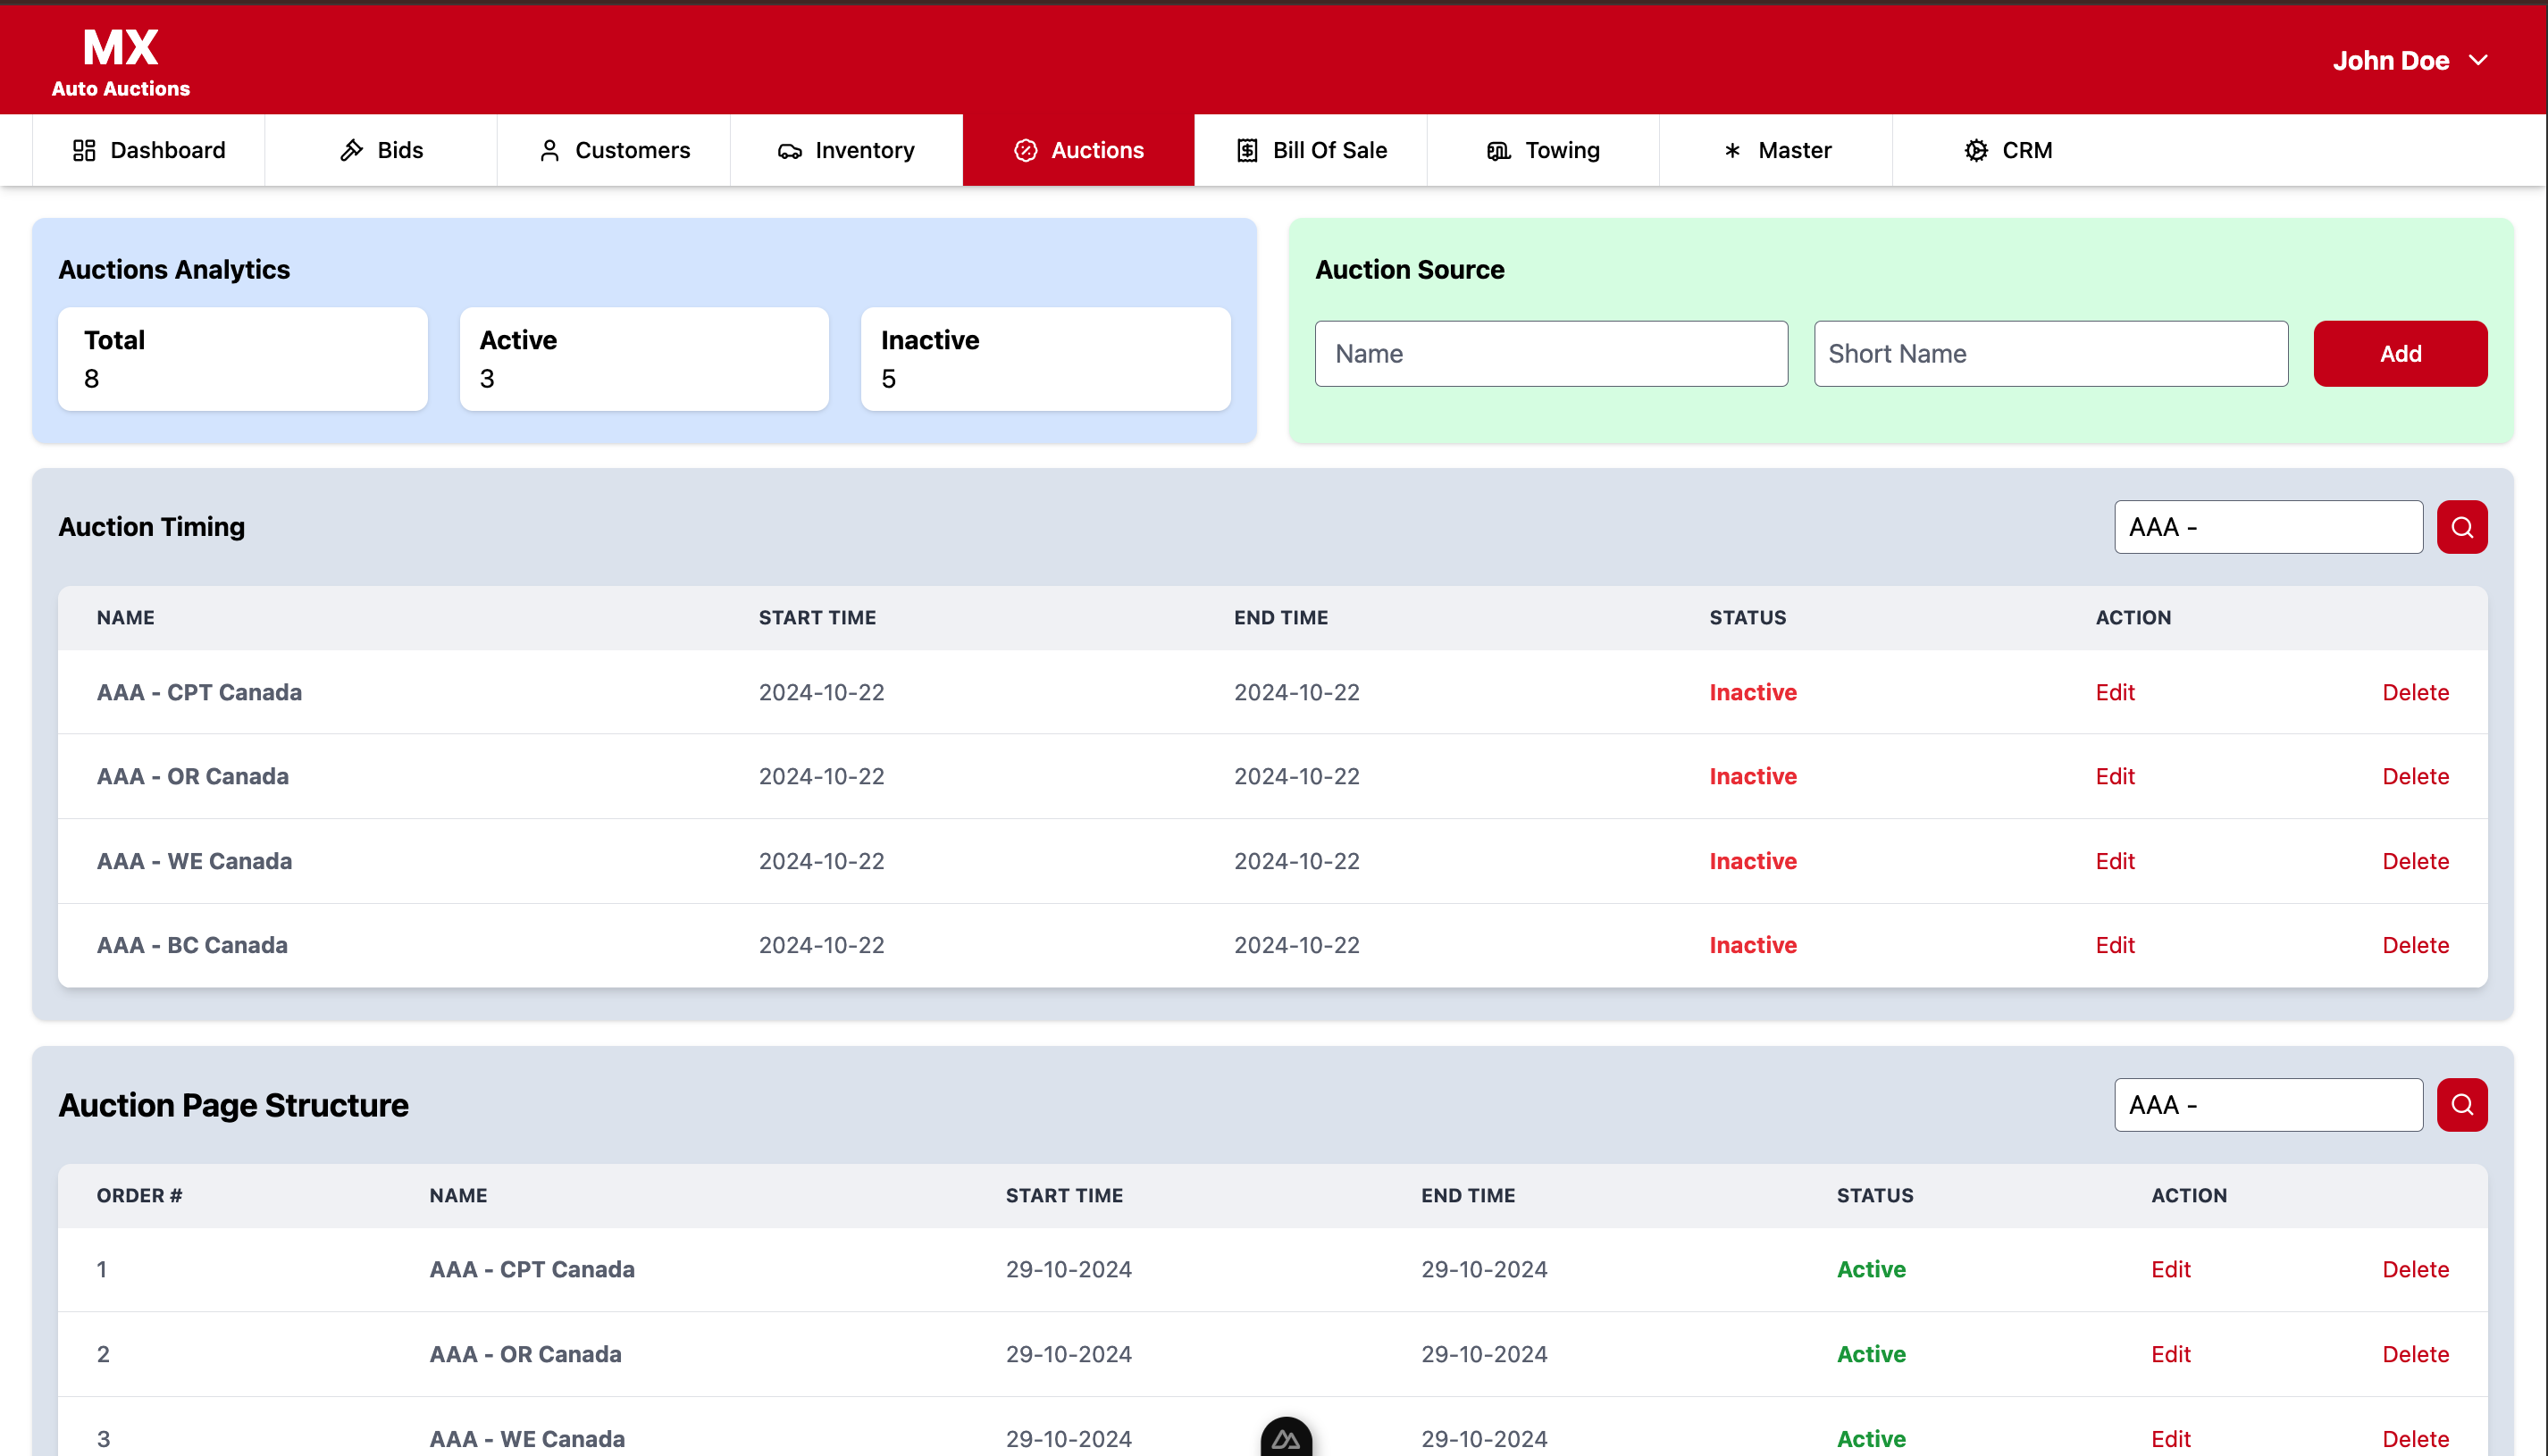 MX
Auto Auctions
John Doe
Dashboard Bids Customers Inventory Auctions Bill Of Sale Towing Master CRM
Auctions Analytics
Total
8
Active
3
Inactive
5
Auction Source
Name Short Name Add
Auction Timing AAA -
NAME START TIME END TIME STATUS ACTION
AAA - CPT Canada 2024-10-22 2024-10-22 Inactive Edit Delete
AAA - OR Canada 2024-10-22 2024-10-22 Inactive Edit Delete
AAA - WE Canada 2024-10-22 2024-10-22 Inactive Edit Delete
AAA - BC Canada 2024-10-22 2024-10-22 Inactive Edit Delete
Auction Page Structure AAA -
ORDER # NAME START TIME END TIME STATUS ACTION
1 AAA - CPT Canada 29-10-2024 29-10-2024 Active Edit Delete
2 AAA - OR Canada 29-10-2024 29-10-2024 Active Edit Delete
3 AAA - WE Canada 29-10-2024 29-10-2024 Active Edit Delete